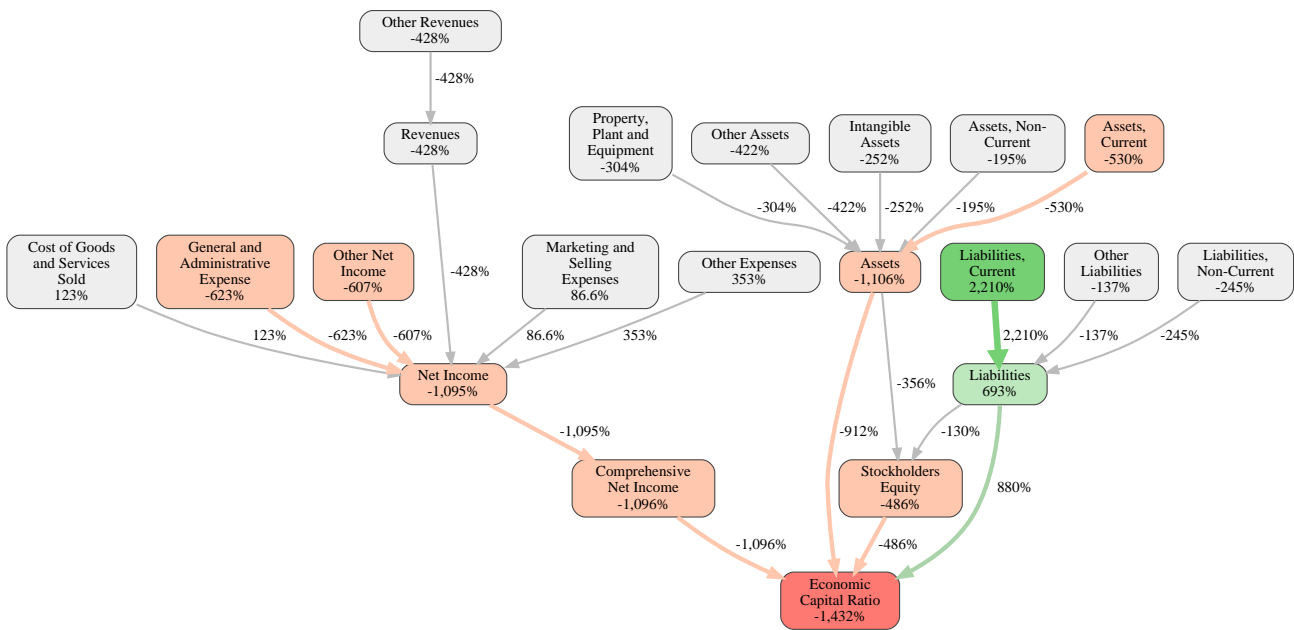 Other Revenues
-428%
-428%
Revenues
-428%
Property,
Plant and
Equipment
-304%
Other Assets
-422%
Intangible
Assets
-252%
Assets, Non-
Current
-195%
Assets,
Current
-530%
-304%
-422%
-252%
-195%
-530%
Cost of Goods
and Services
Sold
123%
General and
Administrative
Expense
-623%
Other Net
Income
-607%
-428%
Marketing and
Selling
Expenses
86.6%
Other Expenses
353%
Assets
-1,106%
Liabilities,
Current
2,210%
Other
Liabilities
-137%
Liabilities,
Non-Current
-245%
123%
-623%
-607%
86.6%
353%
2,210%
-137%
-245%
Net Income
-1,095%
-356%
Liabilities
693%
-1,095%
-912%
-130%
Comprehensive
Net Income
-1,096%
Stockholders
Equity
-486%
880%
-1,096%
-486%
Economic
Capital Ratio
-1,432%